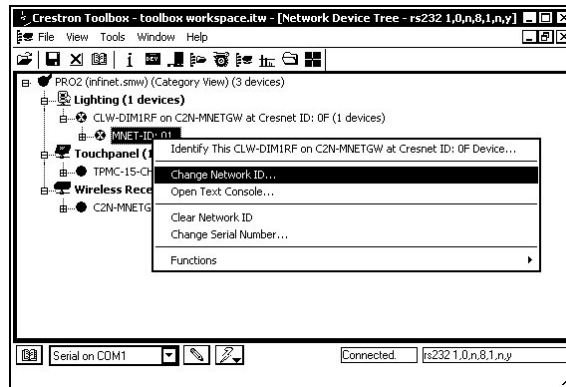 Crestron Toolbox - toolbox workspace.itw - [Network Device Tree - rs232 1,0,n,8,1,n,y]
File View Tools Window Help
PRO2 (infinet.smw) (Category View) (3 devices)
Lighting (1 devices)
CLW-DIM1RF on C2N-MNETGW at Cresnet ID: 0F (1 devices)
MNET-ID: 01
Identify This CLW-DIM1RF on C2N-MNETGW at Cresnet ID: 0F Device...
Touchpanel (1
Change Network ID...
TPMC-15-CH
Open Text Console...
Wireless Rece
C2N-MNETG
Clear Network ID
Change Serial Number...
Functions
Serial on COM1
Connected.
rs232 1,0,n,8,1,n,y